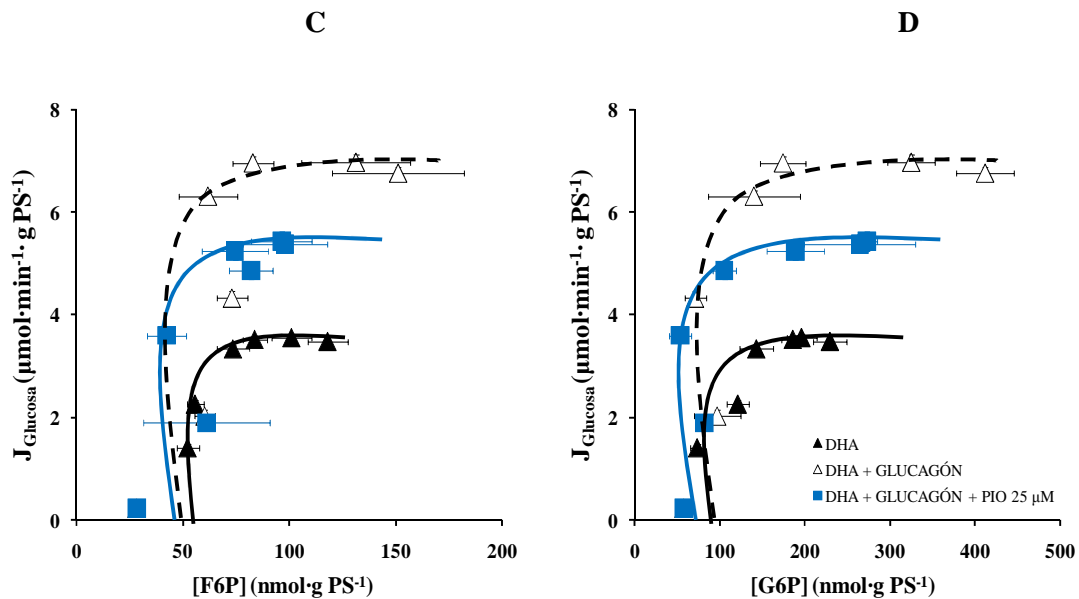 C
D
J Glucosa (µmol·min-1· g PS-1)
8
6
4
2
0
0
50
100
150
200
[F6P] (nmol·g PS-1)
J Glucosa (µmol·min-1· g PS-1)
8
6
4
2
0
0
100
200
300
400
500
[G6P] (nmol·g PS-1)
DHA
DHA + GLUCAGÓN
DHA + GLUCAGÓN + PIO 25 µM